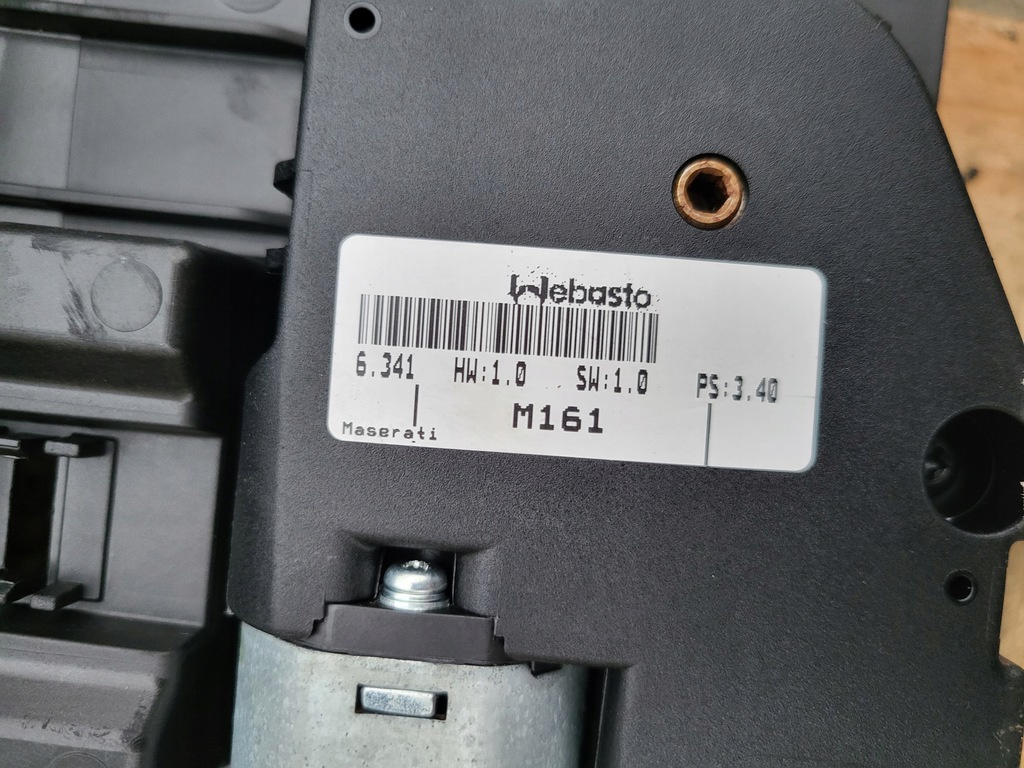 Webasto
6.341 HW:1.0 SW:1.0 PS:3.40
M161
Maserati